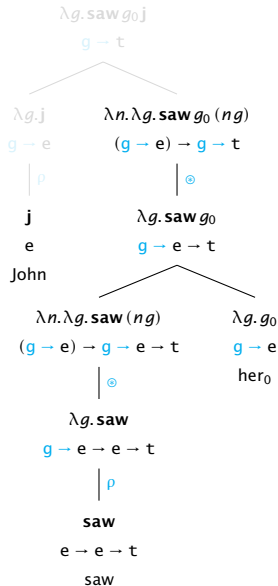 λg.saw g₀ j
g → t
λg.j λn.λg.saw g₀ (n g)
g → e (g → e) → g → t
ρ ⊛
j λg.saw g₀
e g → e → t
John
λn.λg.saw (n g) λg.g₀
(g → e) → g → e → t g → e
her₀
⊛
λg.saw
g → e → e → t
ρ
saw
e → e → t
saw